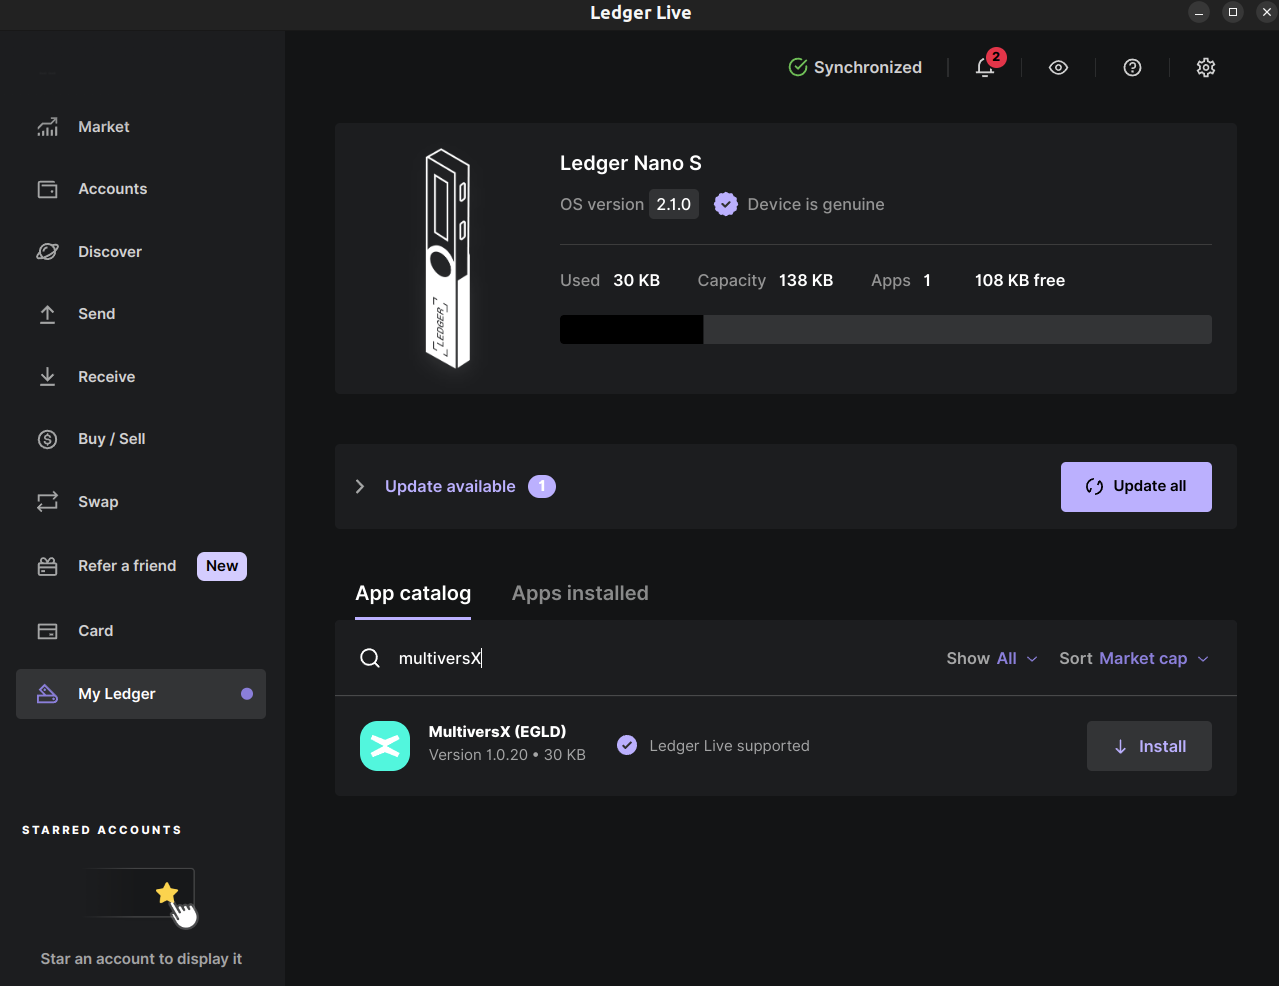 Ledger Live
Synchronized
2
Market
Accounts
Discover
Send
Receive
Buy / Sell
Swap
Refer a friend New
Card
My Ledger
STARRED ACCOUNTS
Star an account to display it
LEDGER
Ledger Nano S
OS version 2.1.0 Device is genuine
Used 30 KB Capacity 138 KB Apps 1 108 KB free
Update available 1 Update all
App catalog Apps installed
multiversX Show All Sort Market cap
MultiversX (EGLD)
Version 1.0.20 • 30 KB Ledger Live supported Install